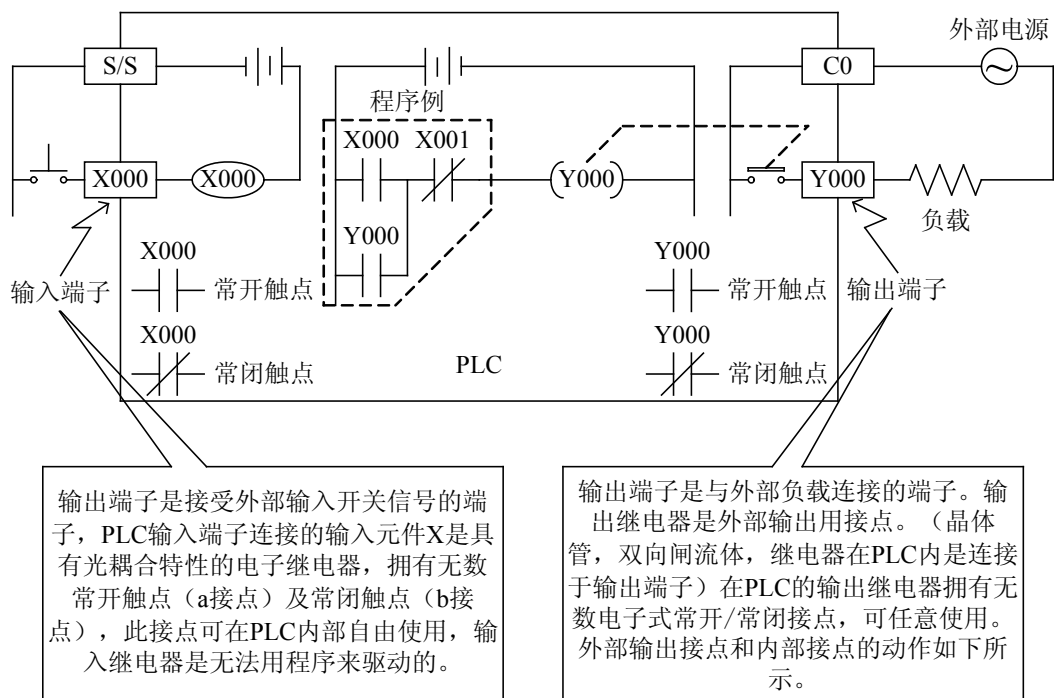 外部电源
S/S
C0
程序例
X000
X001
X000
X000
Y000
Y000
Y000
负载
X000
Y000
输入端子
常开触点
常开触点
输出端子
X000
Y000
常闭触点
PLC
常闭触点
输出端子是接受外部输入开关信号的端
子，PLC输入端子连接的输入元件X是具
有光耦合特性的电子继电器，拥有无数
常开触点（a接点）及常闭触点（b接
点），此接点可在PLC内部自由使用，输
入继电器是无法用程序来驱动的。
输出端子是与外部负载连接的端子。输
出继电器是外部输出用接点。（晶体
管，双向闸流体，继电器在PLC内是连接
于输出端子）在PLC的输出继电器拥有无
数电子式常开/常闭接点，可任意使用。
外部输出接点和内部接点的动作如下所
示。